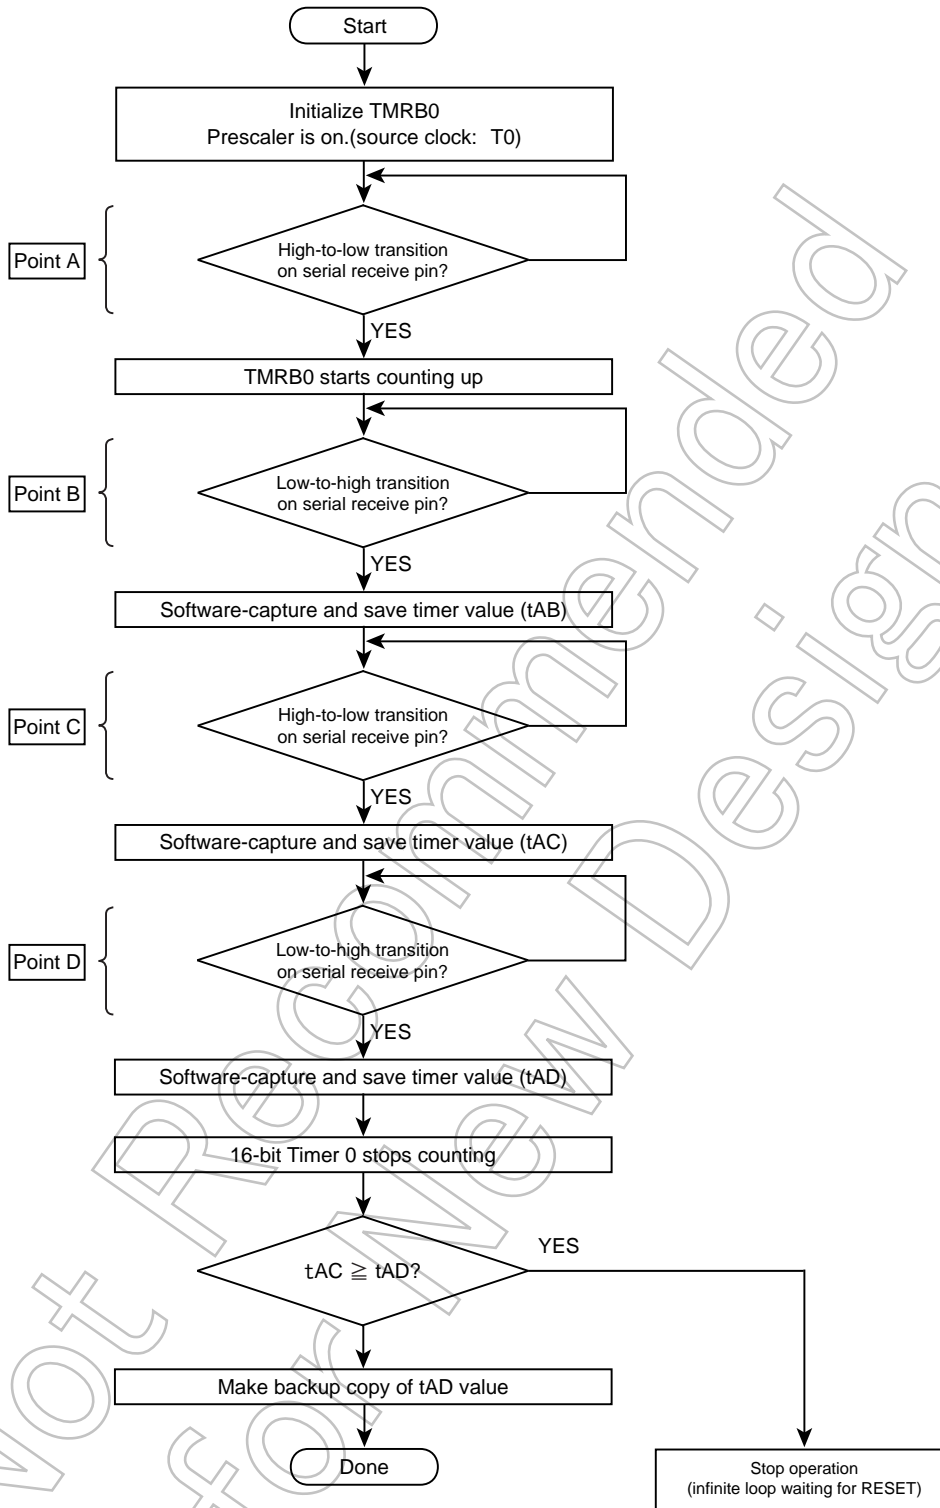 Start
Initialize TMRB0
Prescaler is on.(source clock: T0)
Point A
High-to-low transition
on serial receive pin?
YES
TMRB0 starts counting up
Point B
Low-to-high transition
on serial receive pin?
YES
Software-capture and save timer value (tAB)
Point C
High-to-low transition
on serial receive pin?
YES
Software-capture and save timer value (tAC)
Point D
Low-to-high transition
on serial receive pin?
YES
Software-capture and save timer value (tAD)
16-bit Timer 0 stops counting
YES
tAC ≧ tAD?
Make backup copy of tAD value
Done
Stop operation
(infinite loop waiting for RESET)
Not Recommended
for New Design